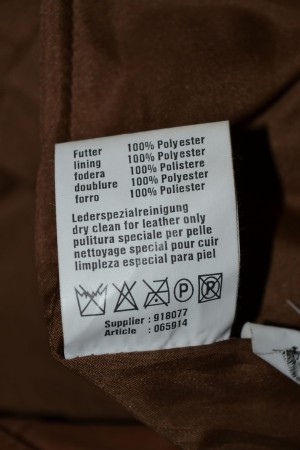 Futter 100% Polyester
lining 100% Polyester
fodera 100% Polistere
doublure 100% Polyester
forro 100% Poliester
Lederspezialreinigung
dry clean for leather only
pulitura speciale per pelle
nettoyage special pour cuir
limpieza especial para piel
P
Supplier : 918077
Article : 065914